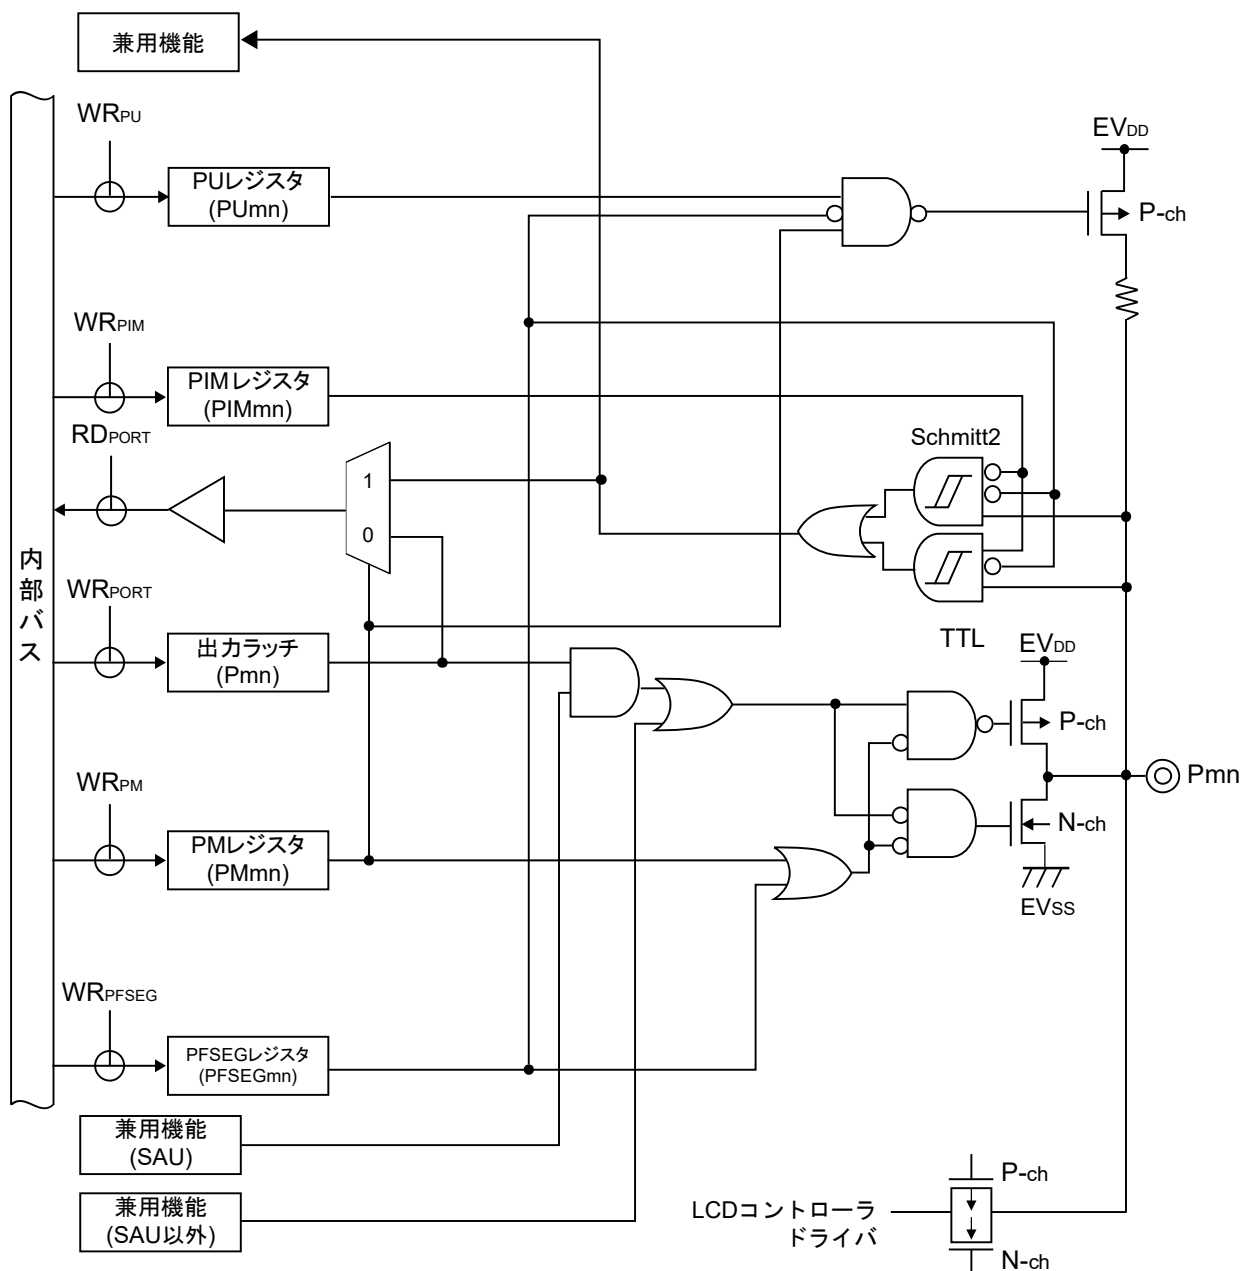 兼用機能
WRPU
EVDD
PUレジスタ
(PUmn)
P-ch
WRPIM
PIMレジスタ
(PIMmn)
RDPORT
Schmitt2
1
0
内部バス
WRPORT
出力ラッチ
(Pmn)
TTL
EVDD
P-ch
Pmn
WRPM
N-ch
PMレジスタ
(PMmn)
EVSS
WRPFSEG
PFSEGレジスタ
(PFSEGmn)
兼用機能
(SAU)
兼用機能
(SAU以外)
P-ch
LCDコントローラ
ドライバ
N-ch